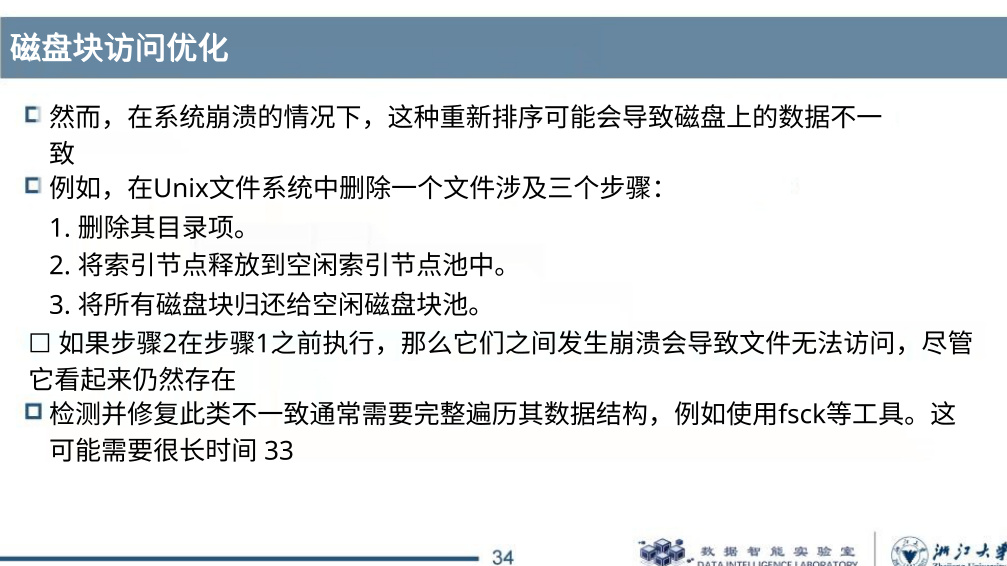 磁盘块访问优化
然而，在系统崩溃的情况下，这种重新排序可能会导致磁盘上的数据不一
致
例如，在Unix文件系统中删除一个文件涉及三个步骤：
1. 删除其目录项。
2. 将索引节点释放到空闲索引节点池中。
3. 将所有磁盘块归还给空闲磁盘块池。
□ 如果步骤2在步骤1之前执行，那么它们之间发生崩溃会导致文件无法访问，尽管
它看起来仍然存在
检测并修复此类不一致通常需要完整遍历其数据结构，例如使用fsck等工具。这
可能需要很长时间 33
34
数据智能实验室
DATA INTELLIGENCE LABORATORY
浙江大学